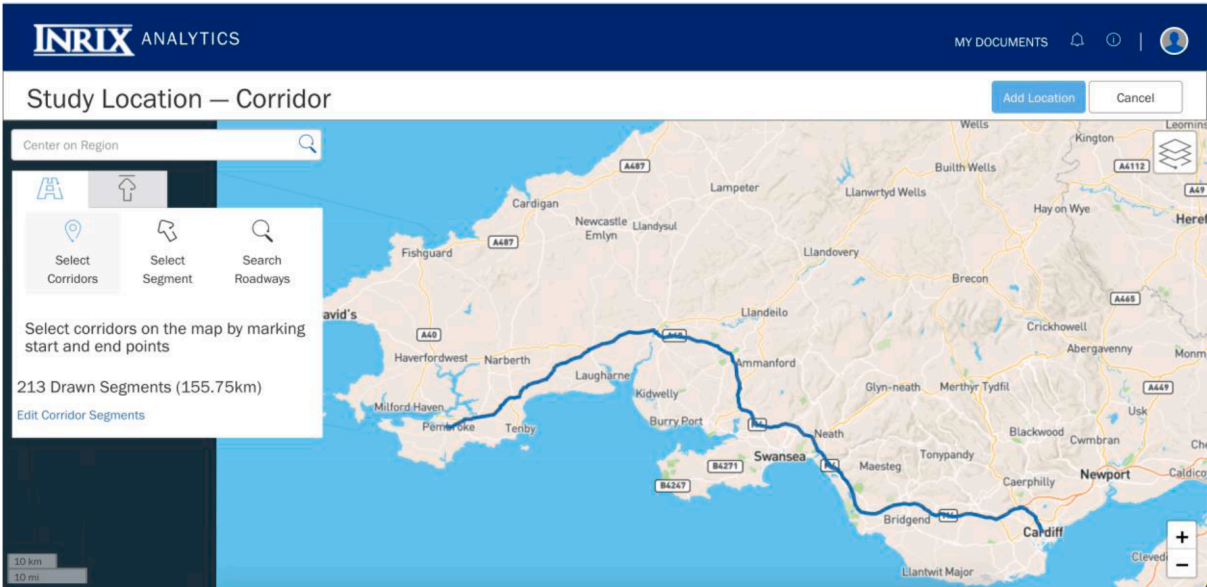 INRIX ANALYTICS
MY DOCUMENTS
Study Location — Corridor
Add Location
Cancel
Center on Region
Select
Corridors
Select
Segment
Search
Roadways
Select corridors on the map by marking
start and end points
213 Drawn Segments (155.75km)
Edit Corridor Segments
10 km
10 mi
Wells
Leomins
Kington
A487
Builth Wells
A4112
Lampeter
Llanwrtyd Wells
A49
Cardigan
Hay on Wye
Newcastle
Emlyn
Llandysul
Heref
A487
Fishguard
Llandovery
Brecon
A465
avid's
Llandeilo
Crickhowell
A40
Abergavenny
Monm
Haverfordwest
Narberth
Ammanford
Laugharne
Glyn-neath
Merthyr Tydfil
A449
Kidwelly
Milford Haven
Usk
Pembroke
Tenby
Burry Port
Neath
Blackwood
Cwmbran
Che
Swansea
Tonypandy
B4271
Maesteg
Newport
Caldico
B4247
Caerphilly
Bridgend
Cardiff
Clevedo
Llantwit Major
+
−